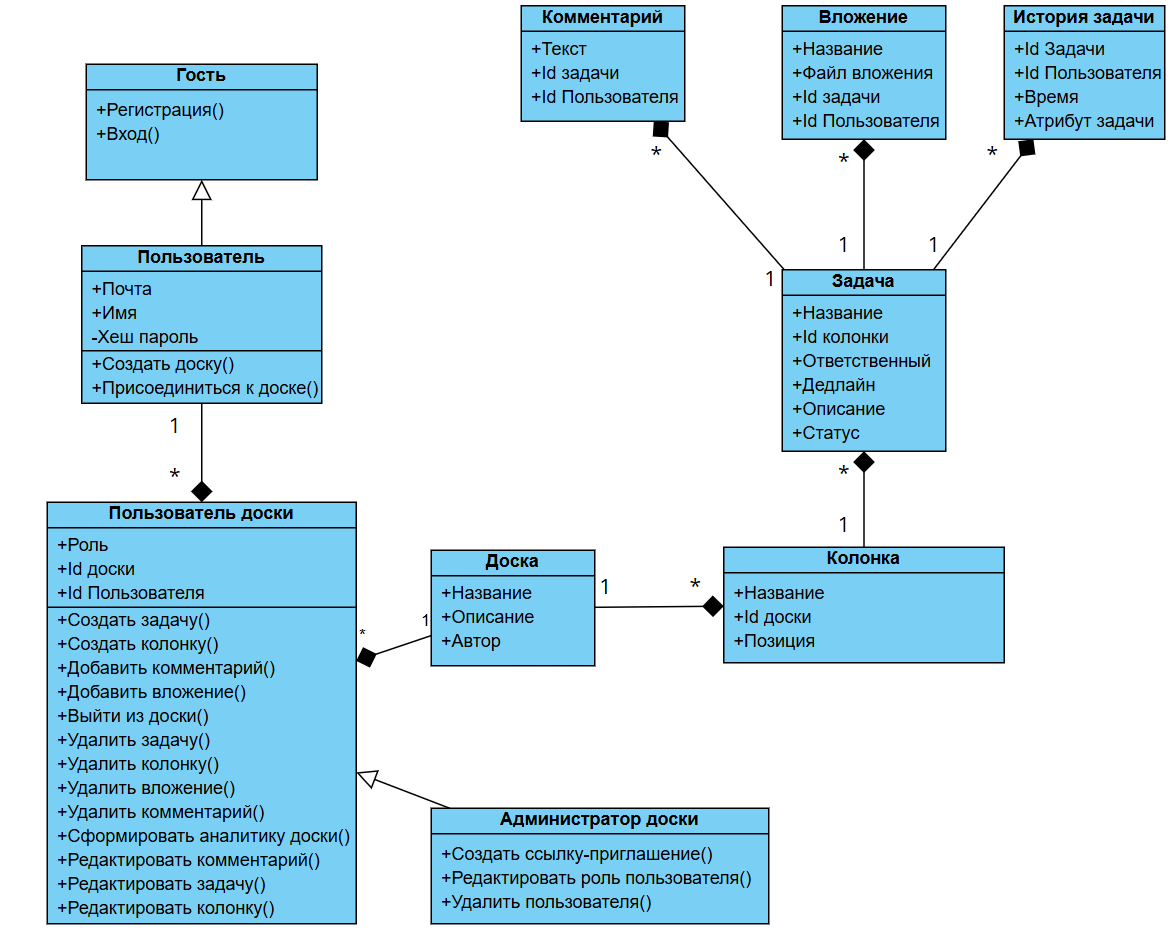 Комментарий
+Текст
+Id задачи
+Id Пользователя
*
1
Вложение
+Название
+Файл вложения
+Id задачи
+Id Пользователя
*
1
История задачи
+Id Задачи
+Id Пользователя
+Время
+Атрибут задачи
*
1
Гость
+Регистрация()
+Вход()
Пользователь
+Почта
+Имя
-Хеш пароль
+Создать доску()
+Присоединиться к доске()
1
*
Задача
+Название
+Id колонки
+Ответственный
+Дедлайн
+Описание
+Статус
*
1
Пользователь доски
+Роль
+Id доски
+Id Пользователя
+Создать задачу()
+Создать колонку()
+Добавить комментарий()
+Добавить вложение()
+Выйти из доски()
+Удалить задачу()
+Удалить колонку()
+Удалить вложение()
+Удалить комментарий()
+Сформировать аналитику доски()
+Редактировать комментарий()
+Редактировать задачу()
+Редактировать колонку()
*
1
Доска
+Название
+Описание
+Автор
1
*
Колонка
+Название
+Id доски
+Позиция
Администратор доски
+Создать ссылку-приглашение()
+Редактировать роль пользователя()
+Удалить пользователя()